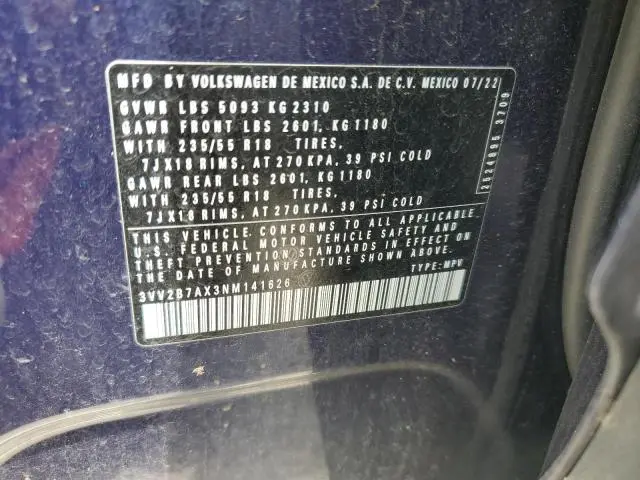 MFD BY VOLKSWAGEN DE MEXICO S.A. DE C.V. MEXICO 07/22
GVWR LBS 5093 KG 2310
GAWR FRONT LBS 2601, KG 1180
WITH 235/55 R18 TIRES,
7JX18 RIMS, AT 270 KPA, 39 PSI COLD
GAWR REAR LBS 2601, KG 1180
WITH 235/55 R18 TIRES,
7JX18 RIMS, AT 270 KPA, 39 PSI COLD
THIS VEHICLE CONFORMS TO ALL APPLICABLE
U.S. FEDERAL MOTOR VEHICLE SAFETY AND
THEFT PREVENTION STANDARDS IN EFFECT ON
THE DATE OF MANUFACTURE SHOWN ABOVE.
3VV2B7AX3NM141626
TYPE: MPV
2524895 3709